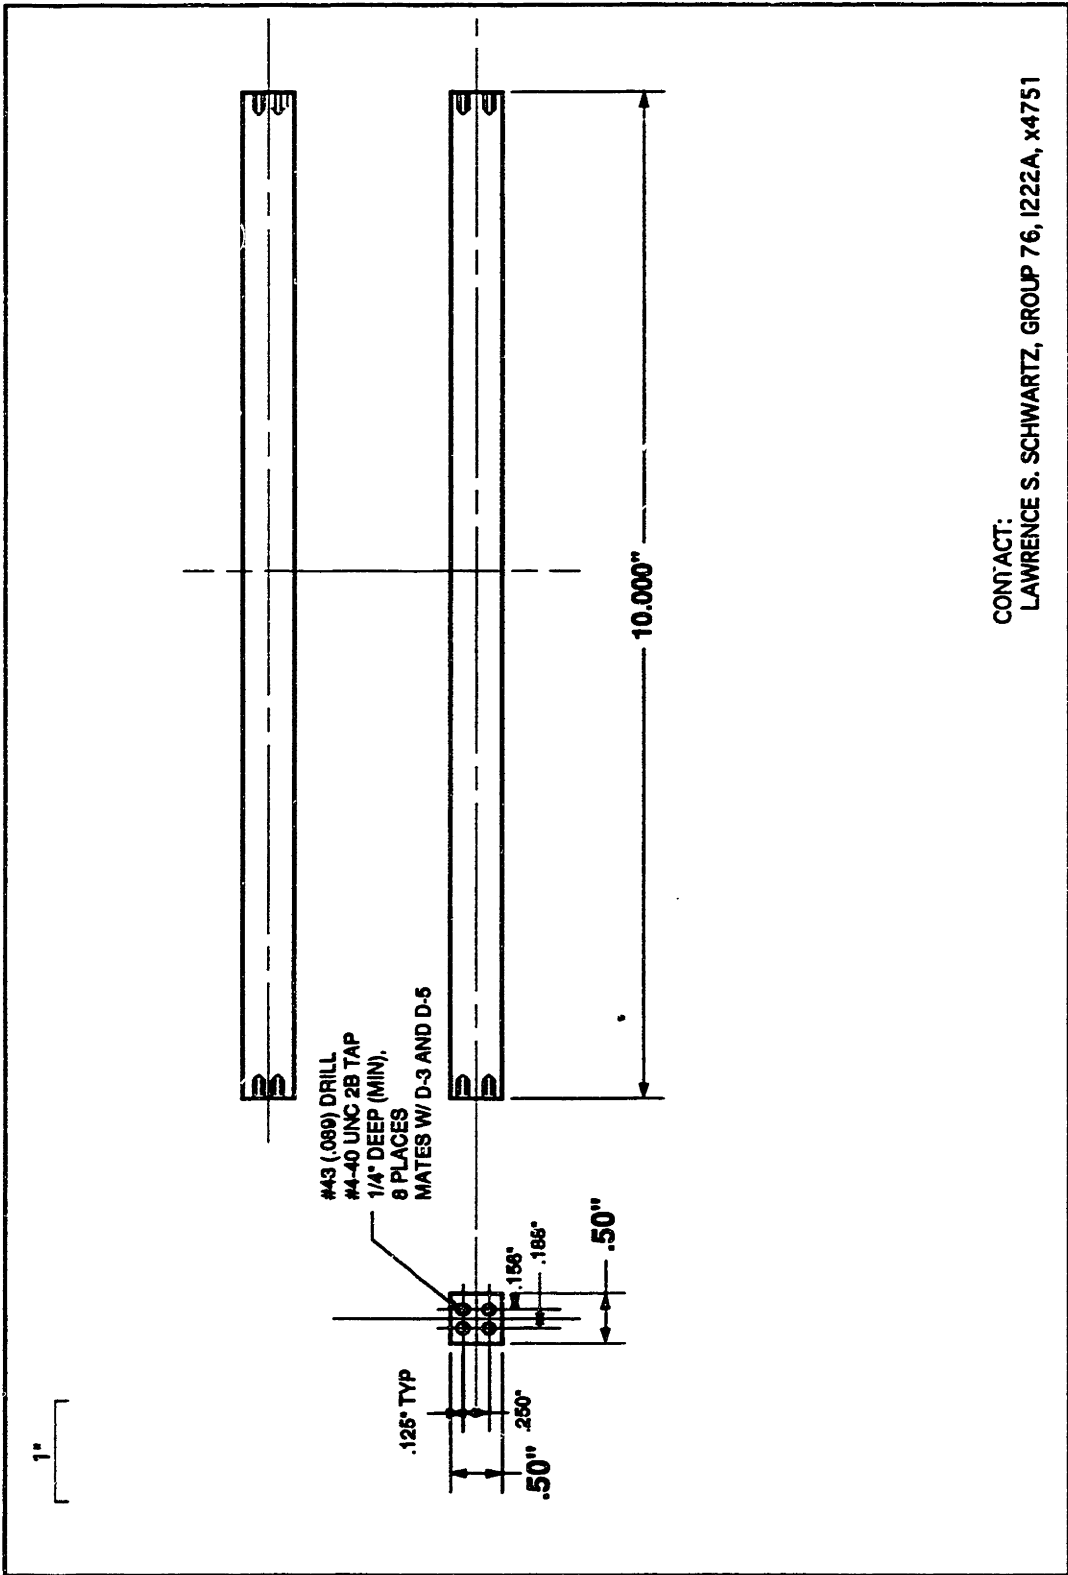 1"
#43 (.089) DRILL
#4-40 UNC 2B TAP
1/4" DEEP (MIN),
8 PLACES
MATES W/ D-3 AND D-5
.125" TYP
.250"
.50"
.156"
.188"
.50"
10.000"
CONTACT:
LAWRENCE S. SCHWARTZ, GROUP 76, I222A, x4751